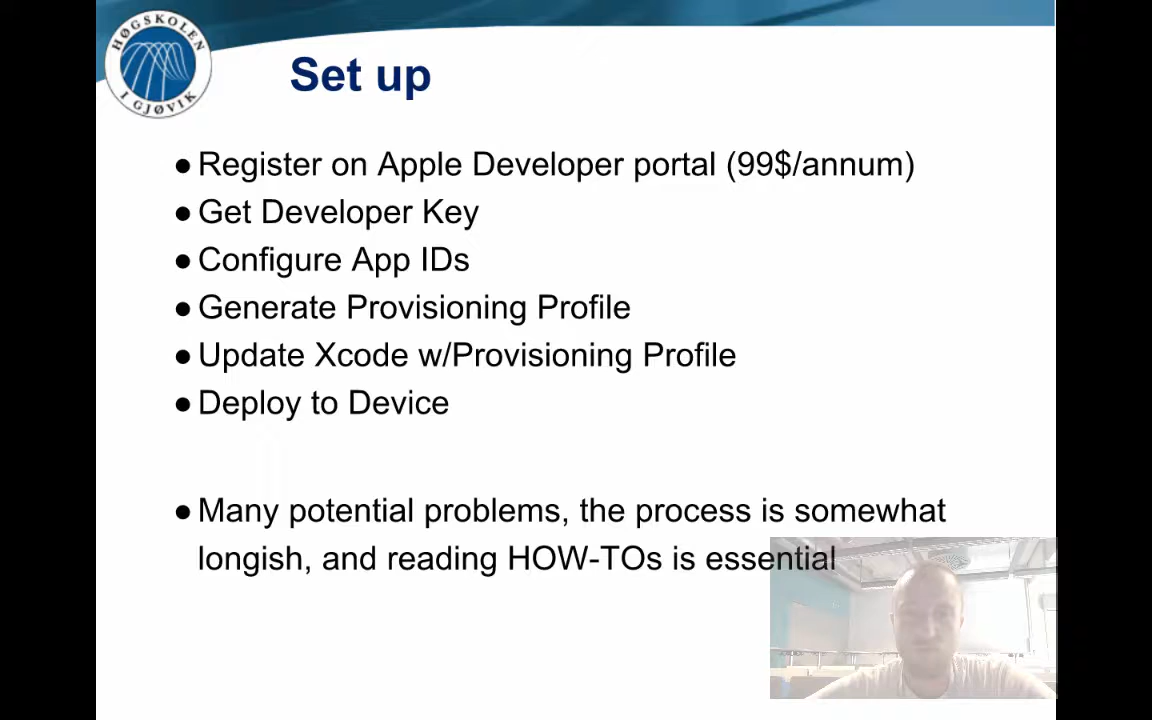 HØGSKOLEN
I GJØVIK
Set up
● Register on Apple Developer portal (99$/annum)
● Get Developer Key
● Configure App IDs
● Generate Provisioning Profile
● Update Xcode w/Provisioning Profile
● Deploy to Device
● Many potential problems, the process is somewhat
longish, and reading HOW-TOs is essential